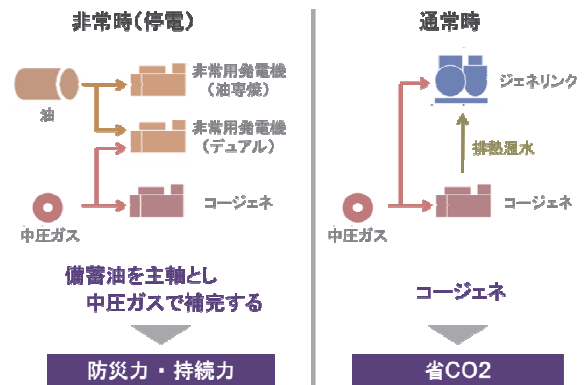 非常時(停電)
油
非常用発電機
(油専焼)
非常用発電機
(デュアル)
コージェネ
中圧ガス
備蓄油を主軸とし
中圧ガスで補完する
防災力・持続力
通常時
ジェネリンク
排熱温水
コージェネ
中圧ガス
コージェネ
省CO2